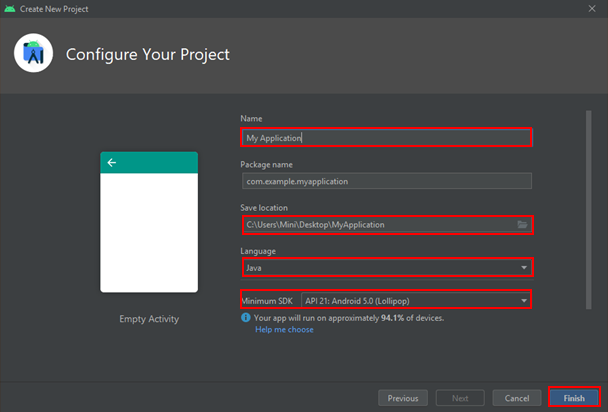 Create New Project
Configure Your Project
Name
My Application
Package name
com.example.myapplication
Save location
C:\Users\Mini\Desktop\MyApplication
Language
Java
Minimum SDK API 21: Android 5.0 (Lollipop)
Your app will run on approximately 94.1% of devices.
Help me choose
Empty Activity
Previous Next Cancel Finish